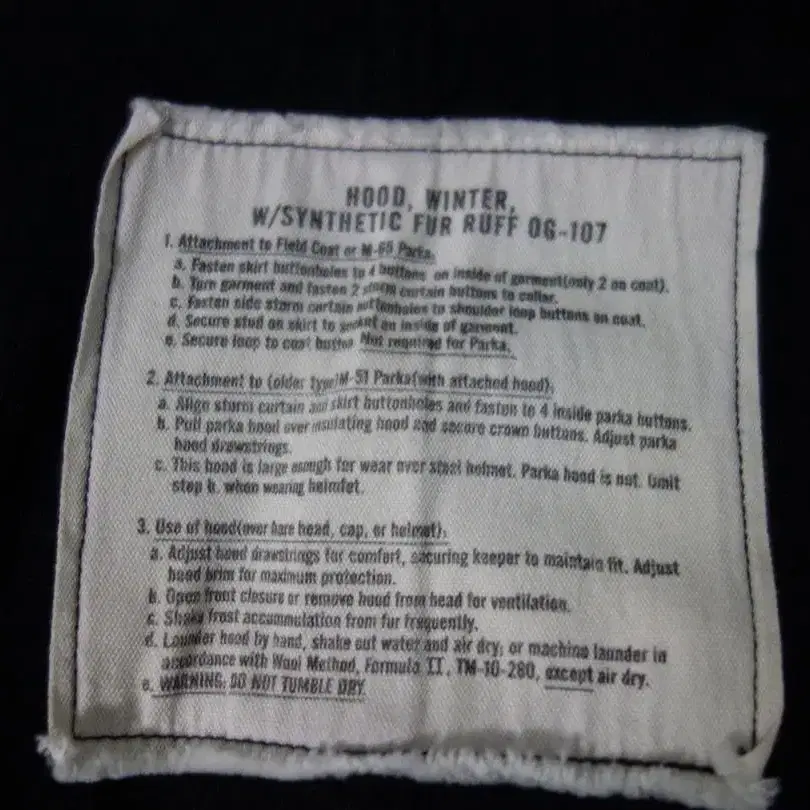 HOOD, WINTER,
W/SYNTHETIC FUR RUFF OG-107
1. Attachment to Field Coat or M-65 Parka.
a. Fasten skirt buttonholes to 4 buttons on inside of garment(only 2 on coat).
b. Turn garment and fasten 2 storm curtain buttons to collar.
c. Fasten side storm curtain buttonholes to shoulder loop buttons on coat.
d. Secure stud on skirt to socket on inside of garment.
e. Secure loop to coat button Not required for Parka.
2. Attachment to (older type)M-51 Parka(with attached hood);
a. Align storm curtain and skirt buttonholes and fasten to 4 inside parka buttons.
b. Pull parka hood over insulating hood and secure crown buttons. Adjust parka
hood drawstrings.
c. This hood is large enough for wear over steel helmet. Parka hood is not. Omit
step b. when wearing helmfet.
3. Use of hood(over bare head, cap, or helmet);
a. Adjust hood drawstrings for comfort, securing keeper to maintain fit. Adjust
hood brim for maximum protection.
b. Open front closure or remove hood from head for ventilation.
c. Shake frost accummulation from fur frequently.
d. Launder hood by hand, shake out water and air dry; or machine launder in
accordance with Wool Method, Formula II, TM-10-280, except air dry.
e. WARNING: DO NOT TUMBLE DRY.